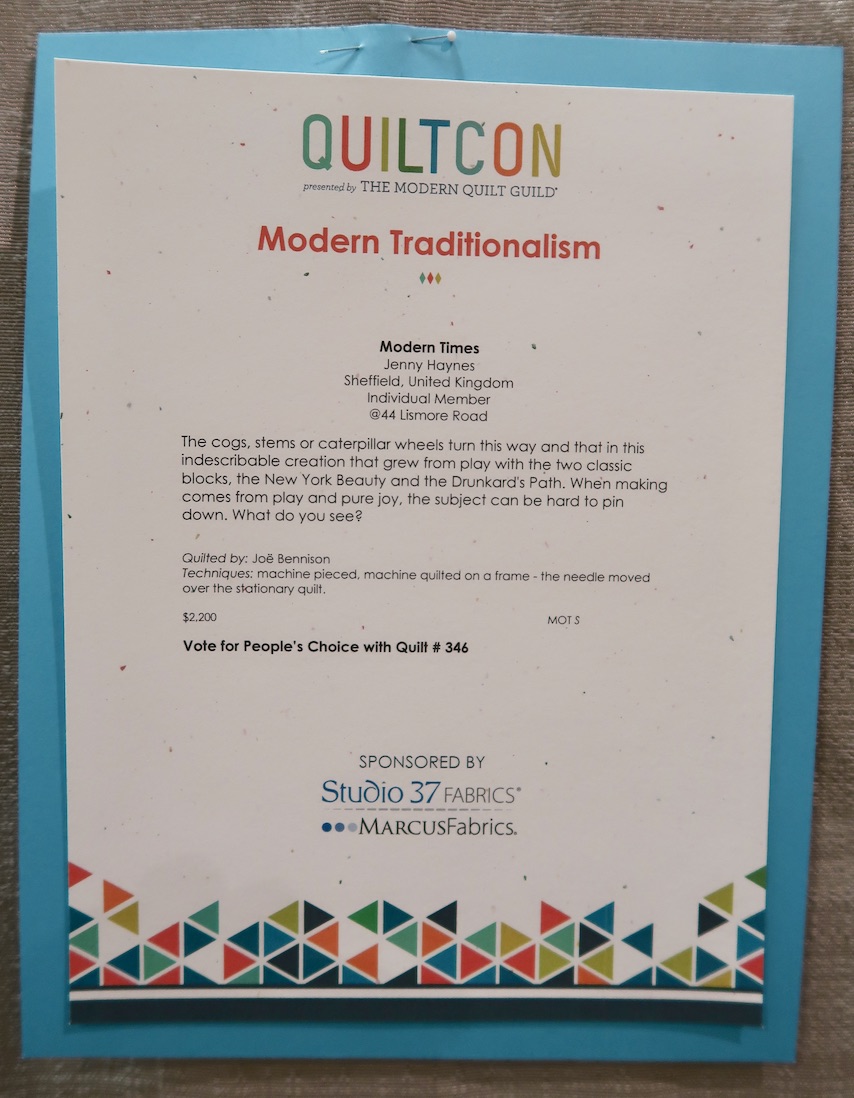 QUILTCON
presented by THE MODERN QUILT GUILD®
Modern Traditionalism
Modern Times
Jenny Haynes
Sheffield, United Kingdom
Individual Member
@44 Lismore Road
The cogs, stems or caterpillar wheels turn this way and that in this
indescribable creation that grew from play with the two classic
blocks, the New York Beauty and the Drunkard's Path. When making
comes from play and pure joy, the subject can be hard to pin
down. What do you see?
Quilted by: Joë Bennison
Techniques: machine pieced, machine quilted on a frame - the needle moved
over the stationary quilt.
$2,200 MOT S
Vote for People's Choice with Quilt # 346
SPONSORED BY
Studio 37 FABRICS®
MARCUSFabrics®